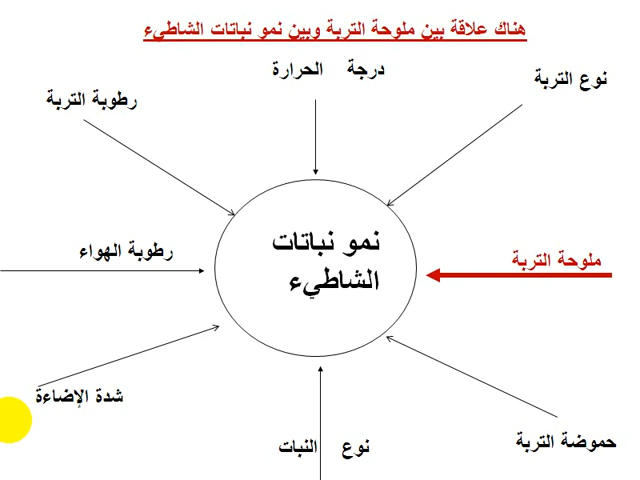 هناك علاقة بين ملوحة التربة وبين نمو نباتات الشاطيء
درجة الحرارة
نوع التربة
رطوبة التربة
نمو نباتات
الشاطيء
رطوبة الهواء
ملوحة التربة
شدة الإضاءة
نوع النبات
حموضة التربة